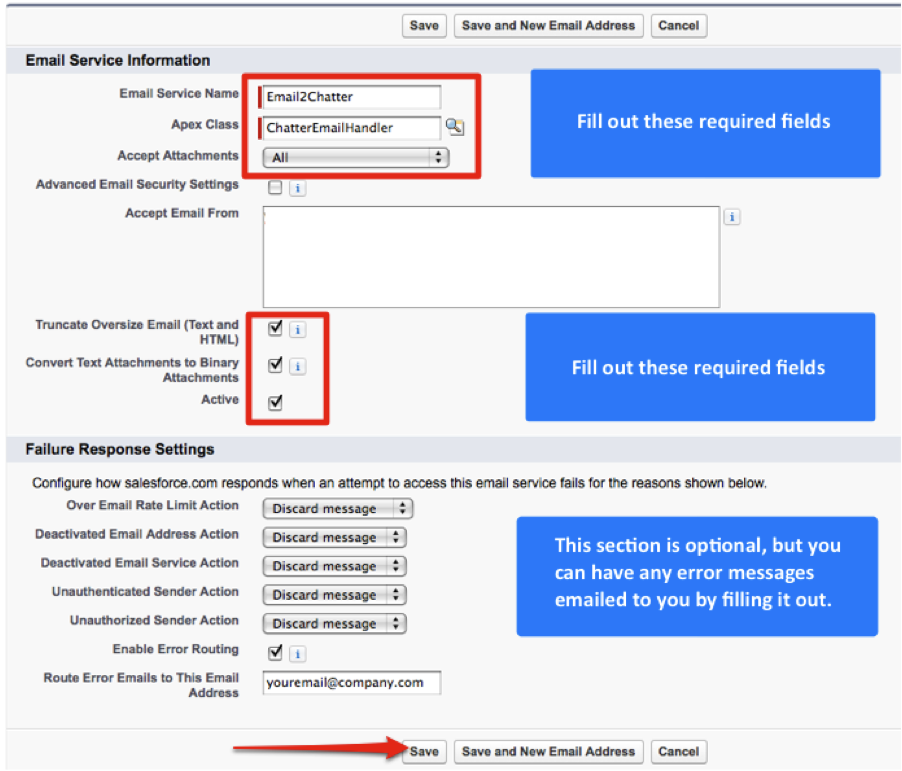 Save Save and New Email Address Cancel
Email Service Information
Email Service Name Email2Chatter
Apex Class ChatterEmailHandler
Accept Attachments All
Fill out these required fields
Advanced Email Security Settings i
Accept Email From i
Truncate Oversize Email (Text and
HTML) i
Convert Text Attachments to Binary
Attachments i
Active
Fill out these required fields
Failure Response Settings
Configure how salesforce.com responds when an attempt to access this email service fails for the reasons shown below.
Over Email Rate Limit Action Discard message
Deactivated Email Address Action Discard message
Deactivated Email Service Action Discard message
Unauthenticated Sender Action Discard message
Unauthorized Sender Action Discard message
This section is optional, but you
can have any error messages
emailed to you by filling it out.
Enable Error Routing i
Route Error Emails to This Email
Address youremail@company.com
Save Save and New Email Address Cancel